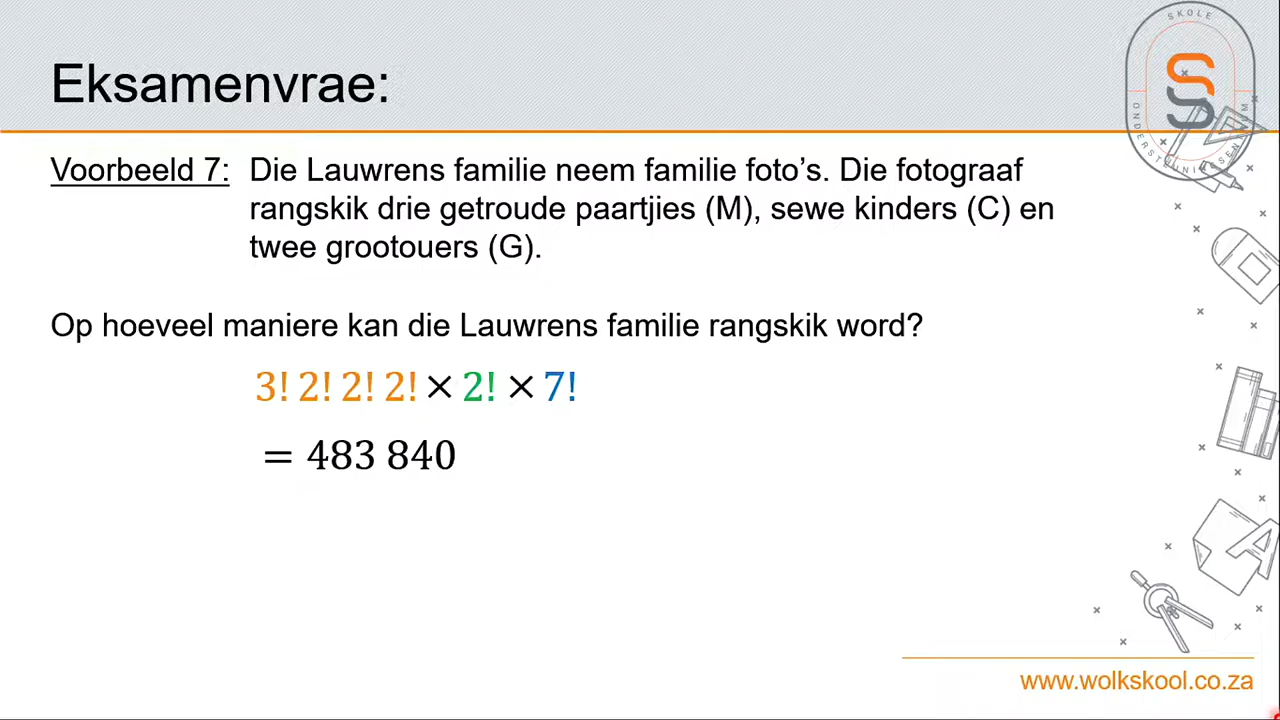 Eksamenvrae:
Voorbeeld 7: Die Lauwrens familie neem familie foto's. Die fotograaf
rangskik drie getroude paartjies (M), sewe kinders (C) en
twee grootouers (G).
Op hoeveel maniere kan die Lauwrens familie rangskik word?
3! 2! 2! 2! × 2! × 7!
= 483 840
www.wolkskool.co.za
SKOLE